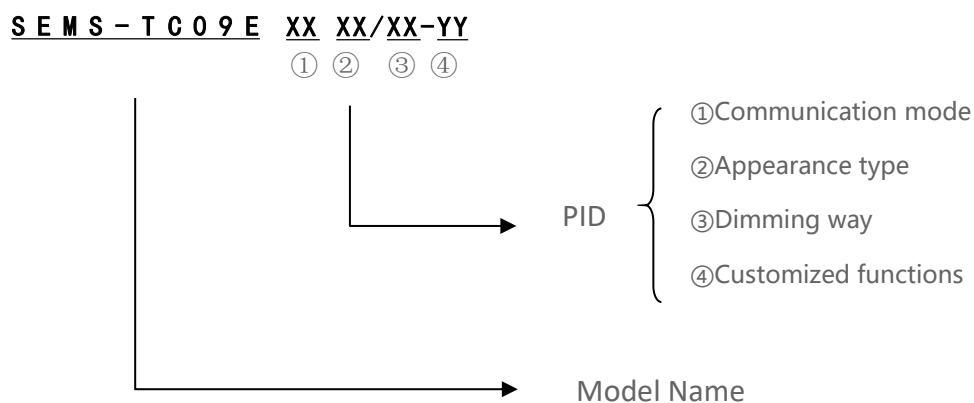 SEMS-TC09E XX XX/XX-YY
① ② ③ ④
①Communication mode
②Appearance type
PID
③Dimming way
④Customized functions
Model Name